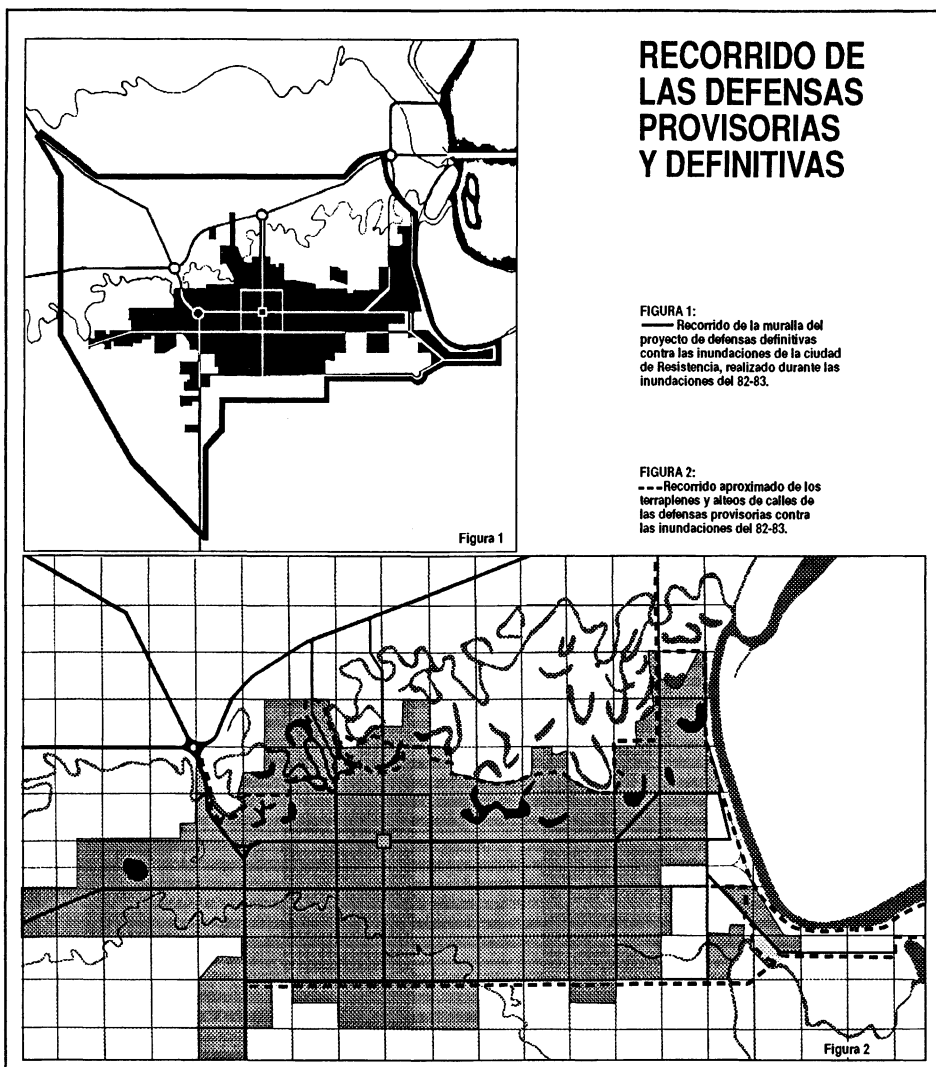 RECORRIDO DE
LAS DEFENSAS
PROVISORIAS
Y DEFINITIVAS
FIGURA 1:
Recorrido de la muralla del
proyecto de defensas definitivas
contra las inundaciones de la ciudad
de Resistencia, realizado durante las
inundaciones del 82-83.
FIGURA 2:
Recorrido aproximado de los
terraplenes y alteos de calles de
las defensas provisorias contra
las inundaciones del 82-83.
Figura 1
Figura 2